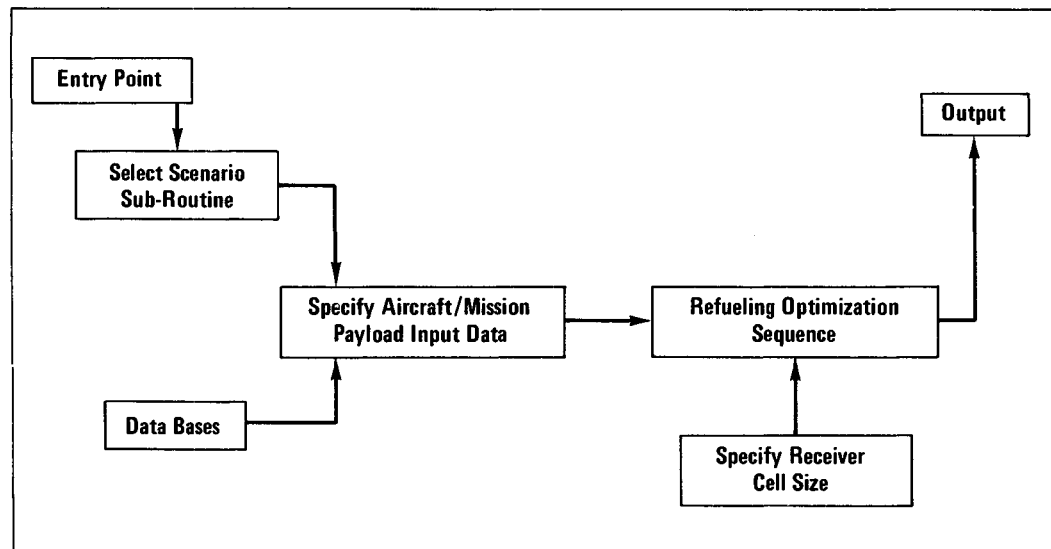 Entry Point
Output
Select Scenario
Sub-Routine
Specify Aircraft/Mission
Payload Input Data
Refueling Optimization
Sequence
Data Bases
Specify Receiver
Cell Size